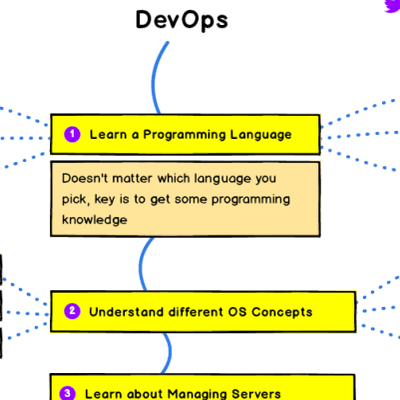 DevOps
1 Learn a Programming Language
Doesn't matter which language you
pick, key is to get some programming
knowledge
2 Understand different OS Concepts
3 Learn about Managing Servers